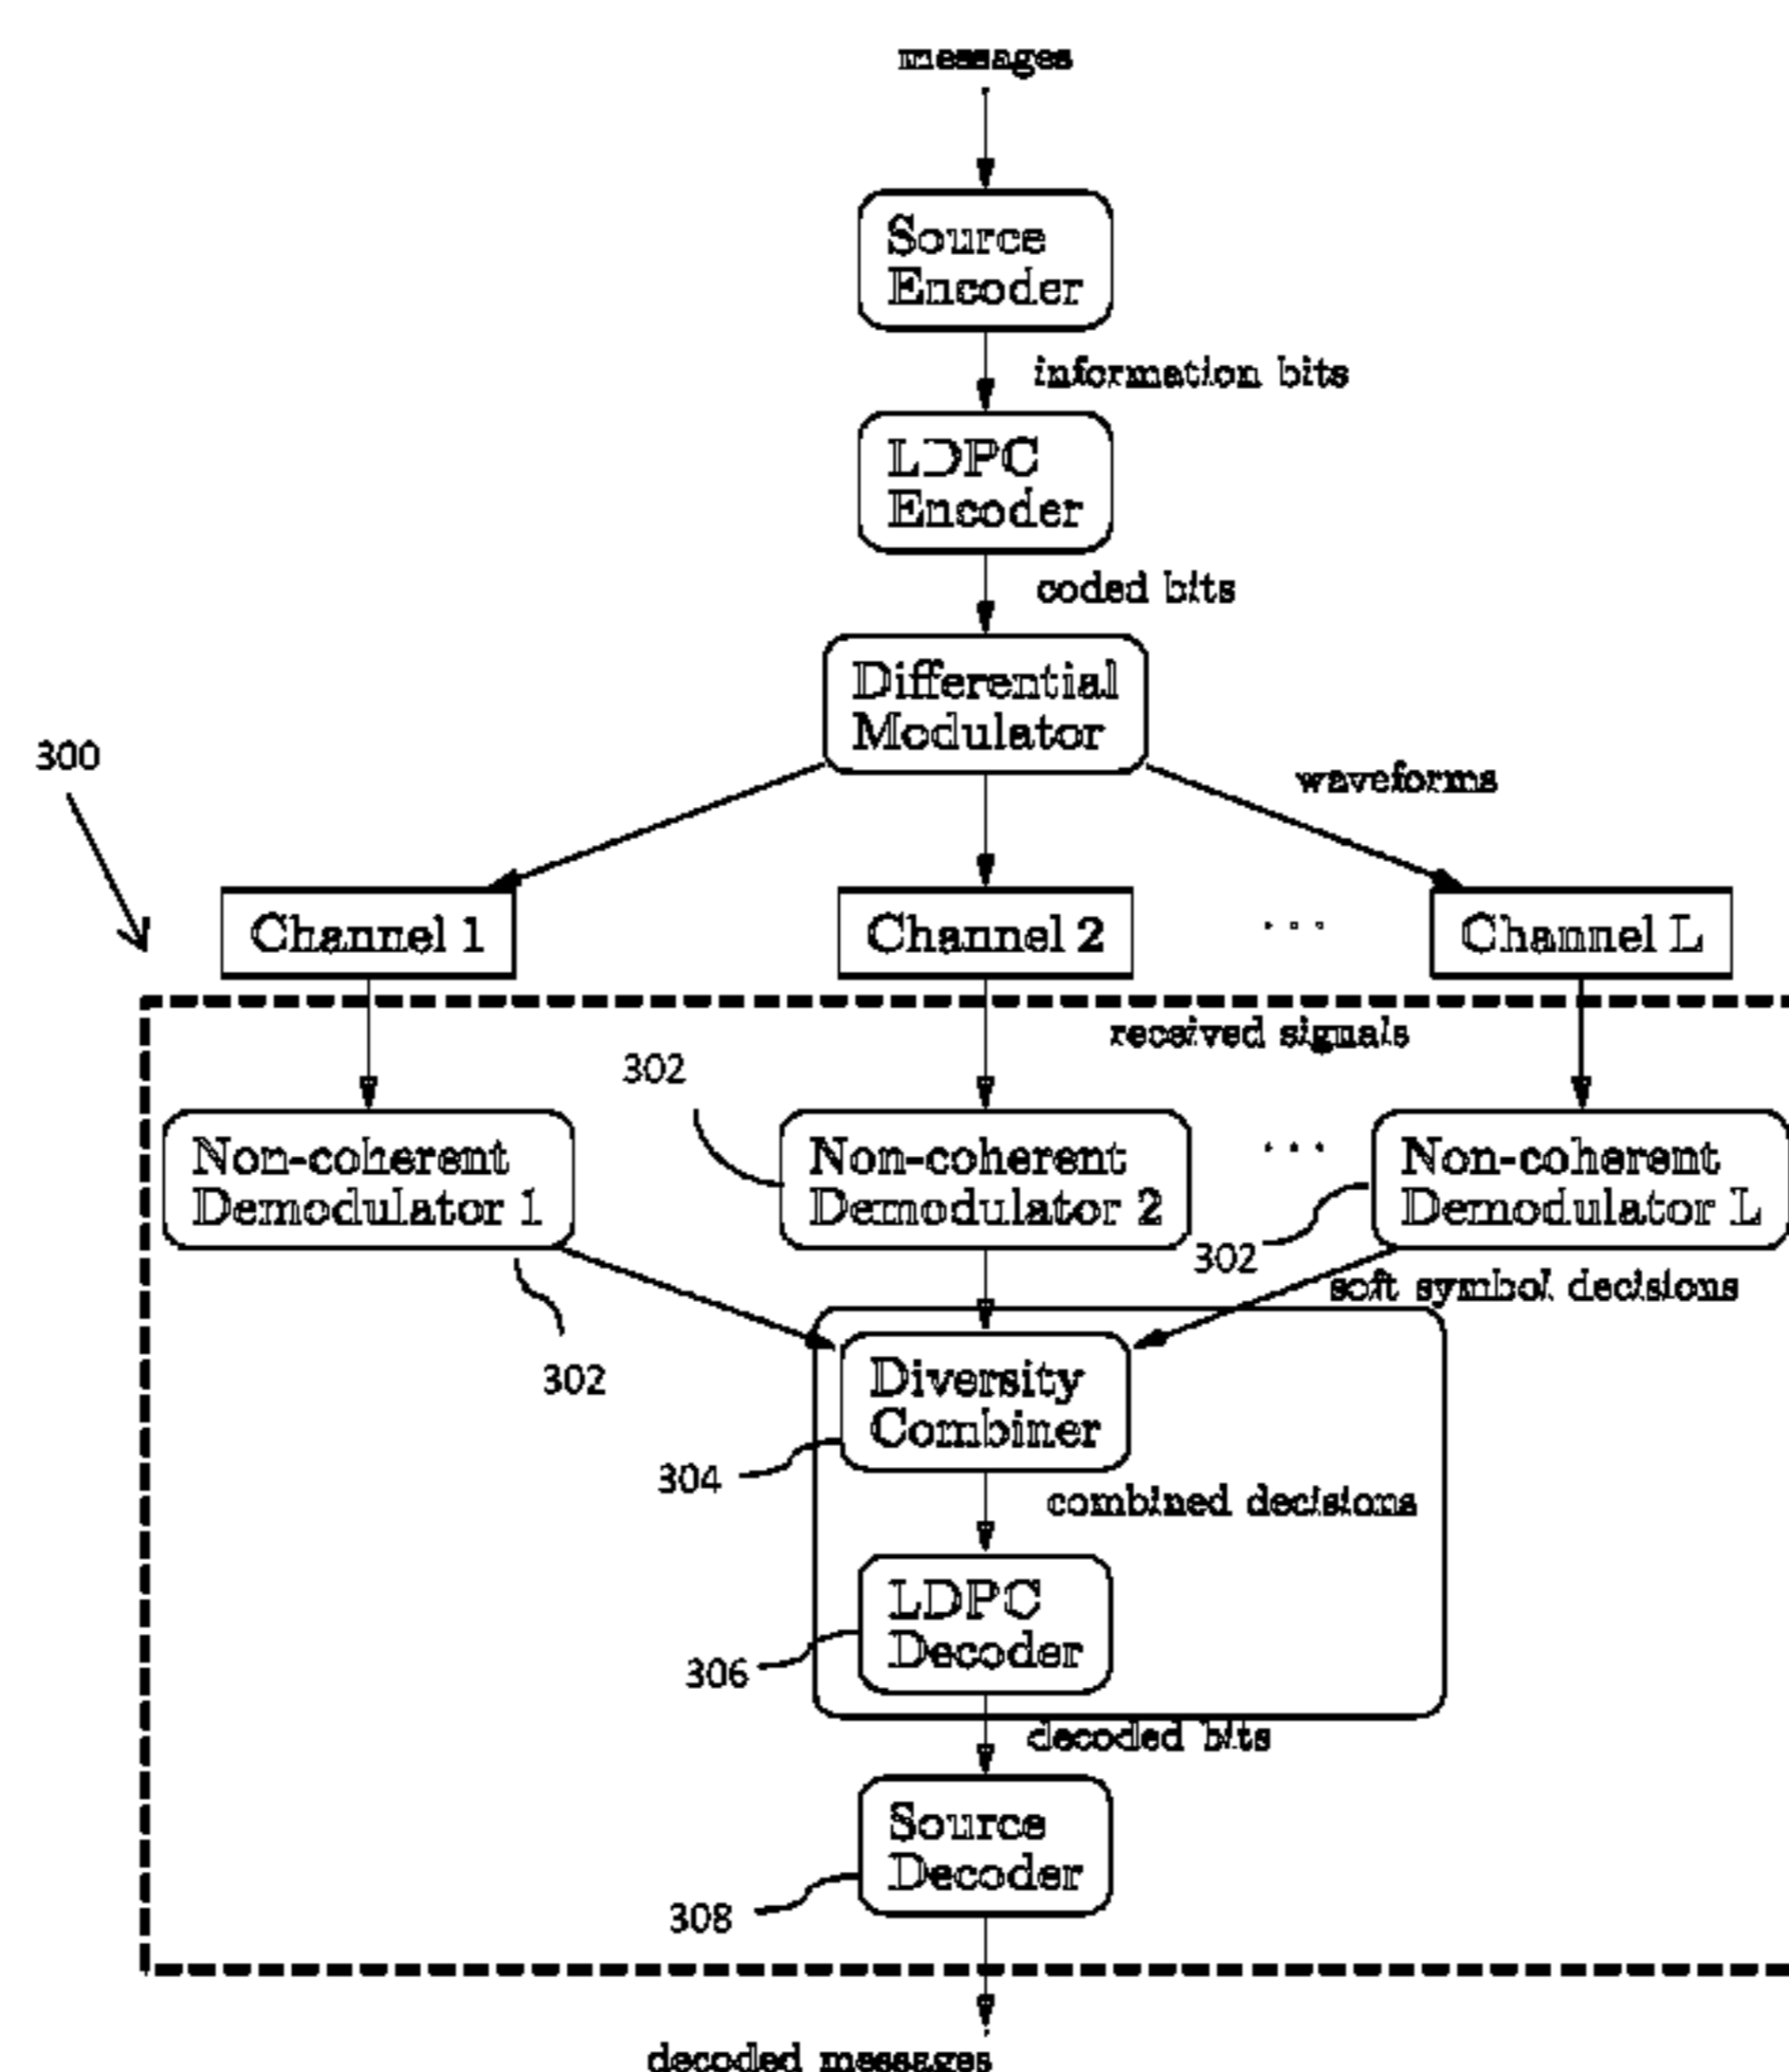 messages
Source
Encoder
information bits
LDPC
Encoder
coded bits
Differential
Modulator
300
waveforms
Channel 1
Channel 2
...
Channel L
received signals
302
Non-coherent
Demodulator 1
Non-coherent
Demodulator 2
...
Non-coherent
Demodulator L
302
soft symbol decisions
302
Diversity
Combiner
304
combined decisions
LDPC
Decoder
306
decoded bits
Source
Decoder
308
decoded messages